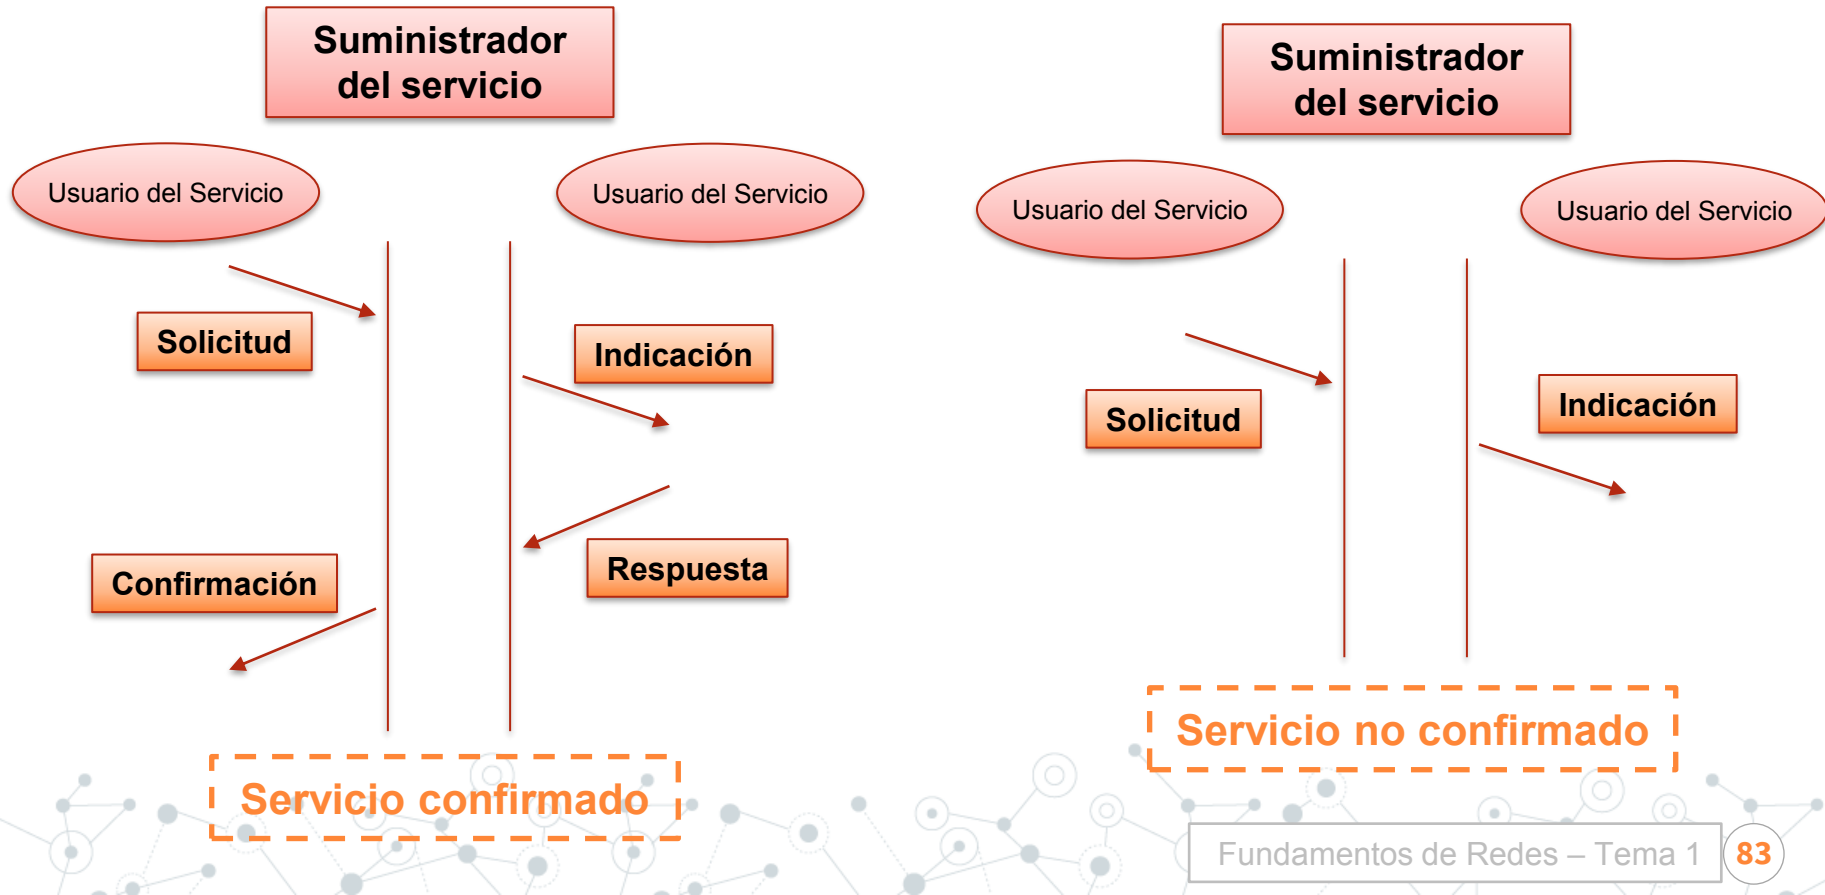 Suministrador
del servicio
Usuario del Servicio
Usuario del Servicio
Solicitud
Indicación
Respuesta
Confirmación
Servicio confirmado
Suministrador
del servicio
Usuario del Servicio
Usuario del Servicio
Solicitud
Indicación
Servicio no confirmado
Fundamentos de Redes – Tema 1
83